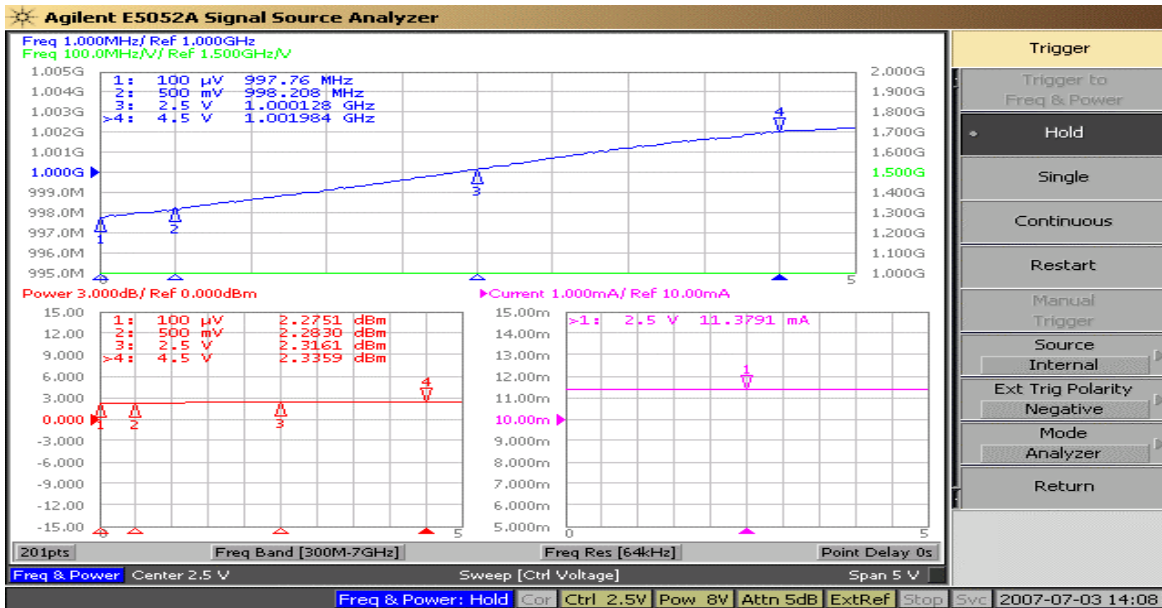 Agilent E5052A Signal Source Analyzer
Freq 1.000MHz/ Ref 1.000GHz
Freq 100.0MHz/V/ Ref 1.500GHz/V
1.005G
1.004G
1.003G
1.002G
1.001G
1.000G
999.0M
998.0M
997.0M
996.0M
995.0M
1: 100 µV 997.76 MHz
2: 500 mV 998.208 MHz
3: 2.5 V 1.000128 GHz
>4: 4.5 V 1.001984 GHz
1
2
3
4
0
5
2.000G
1.900G
1.800G
1.700G
1.600G
1.500G
1.400G
1.300G
1.200G
1.100G
1.000G
Power 3.000dB/ Ref 0.000dBm
15.00
12.00
9.000
6.000
3.000
0.000
-3.000
-6.000
-9.000
-12.00
-15.00
1: 100 µV 2.2751 dBm
2: 500 mV 2.2830 dBm
3: 2.5 V 2.3161 dBm
>4: 4.5 V 2.3359 dBm
1
2
3
4
0
5
Current 1.000mA/ Ref 10.00mA
15.00m
14.00m
13.00m
12.00m
11.00m
10.00m
9.000m
8.000m
7.000m
6.000m
5.000m
>1: 2.5 V 11.3791 mA
1
0
5
201pts
Freq Band [300M-7GHz]
Freq Res [64kHz]
Point Delay 0s
Freq & Power
Center 2.5 V
Sweep [Ctrl Voltage]
Span 5 V
Trigger
Trigger to
Freq & Power
Hold
Single
Continuous
Restart
Manual
Trigger
Source
Internal
Ext Trig Polarity
Negative
Mode
Analyzer
Return
Freq & Power: Hold
Cor
Ctrl 2.5V
Pow 8V
Attn 5dB
ExtRef
Stop
Svc
2007-07-03 14:08